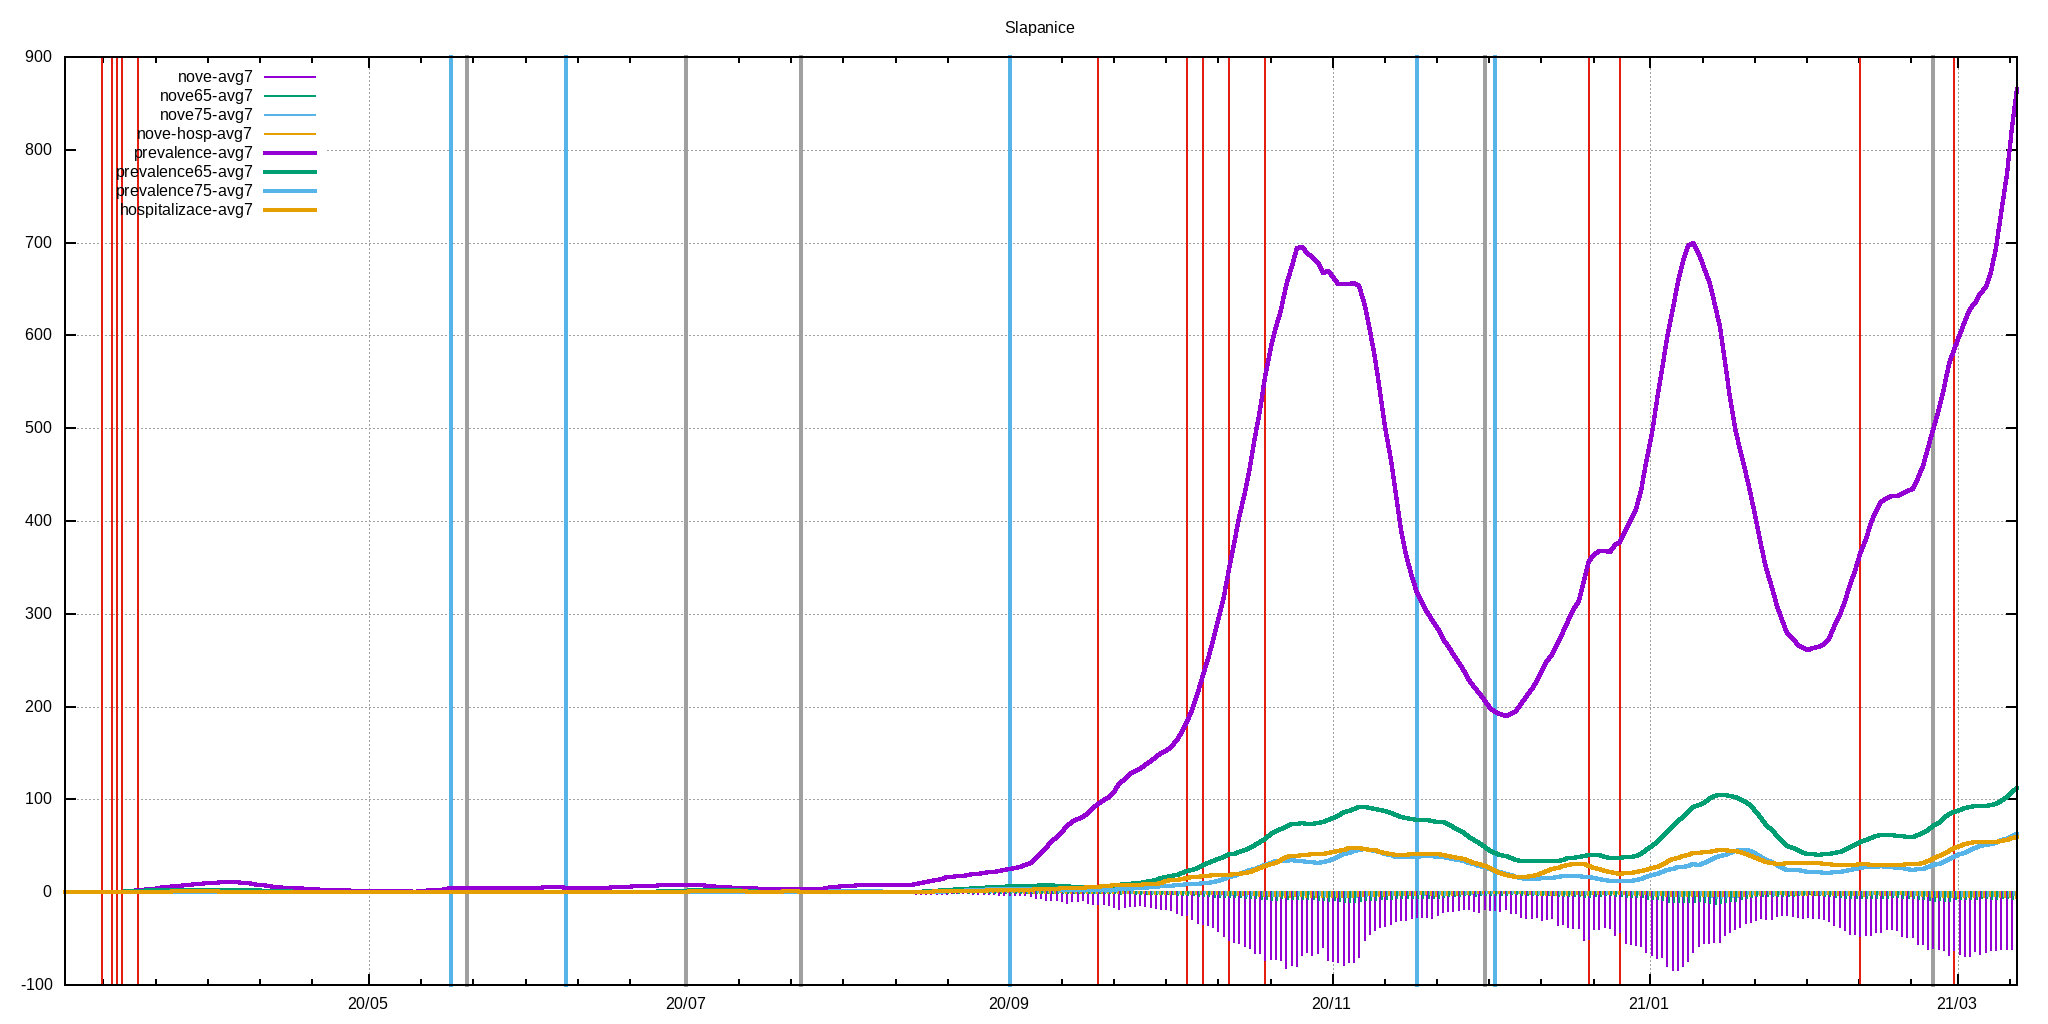 Slapanice
900
800
700
600
500
400
300
200
100
0
-100
nove-avg7
nove65-avg7
nove75-avg7
nove-hosp-avg7
prevalence-avg7
prevalence65-avg7
prevalence75-avg7
hospitalizace-avg7
20/05 20/07 20/09 20/11 21/01 21/03